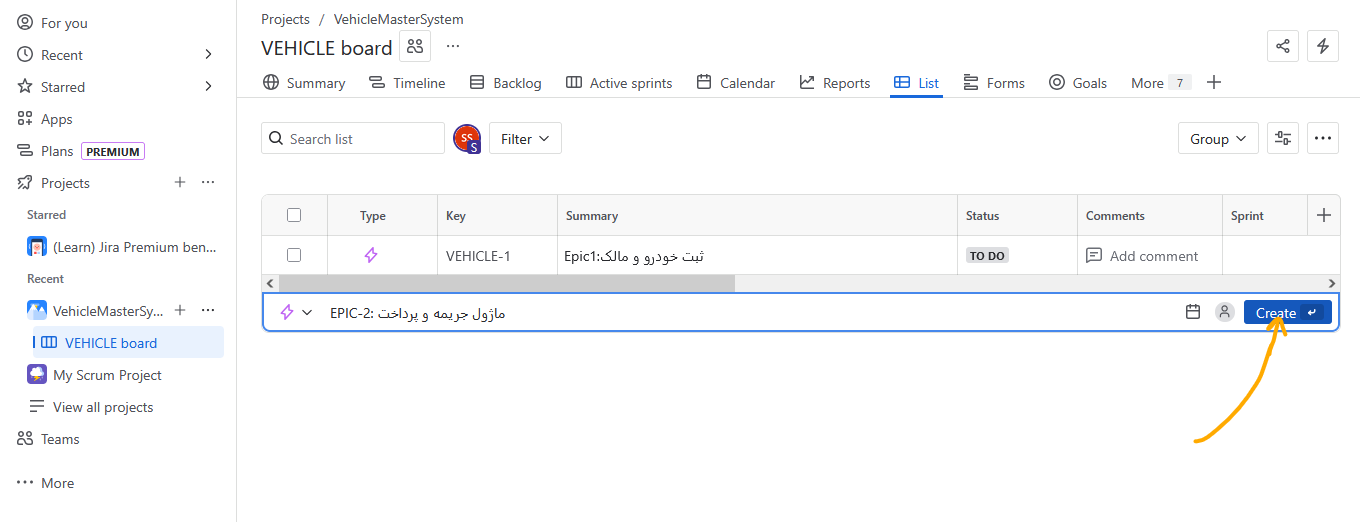 For you
Recent
Starred
Apps
Plans PREMIUM
Projects
Starred
(Learn) Jira Premium ben...
Recent
VehicleMasterSy...
VEHICLE board
My Scrum Project
View all projects
Teams
More
Projects / VehicleMasterSystem
VEHICLE board
Summary Timeline Backlog Active sprints Calendar Reports List Forms Goals More 7
Search list SS S Filter Group
Type Key Summary Status Comments Sprint
VEHICLE-1 Epic1:ثبت خودرو و مالک TO DO Add comment
EPIC-2: ماژول جریمه و پرداخت Create